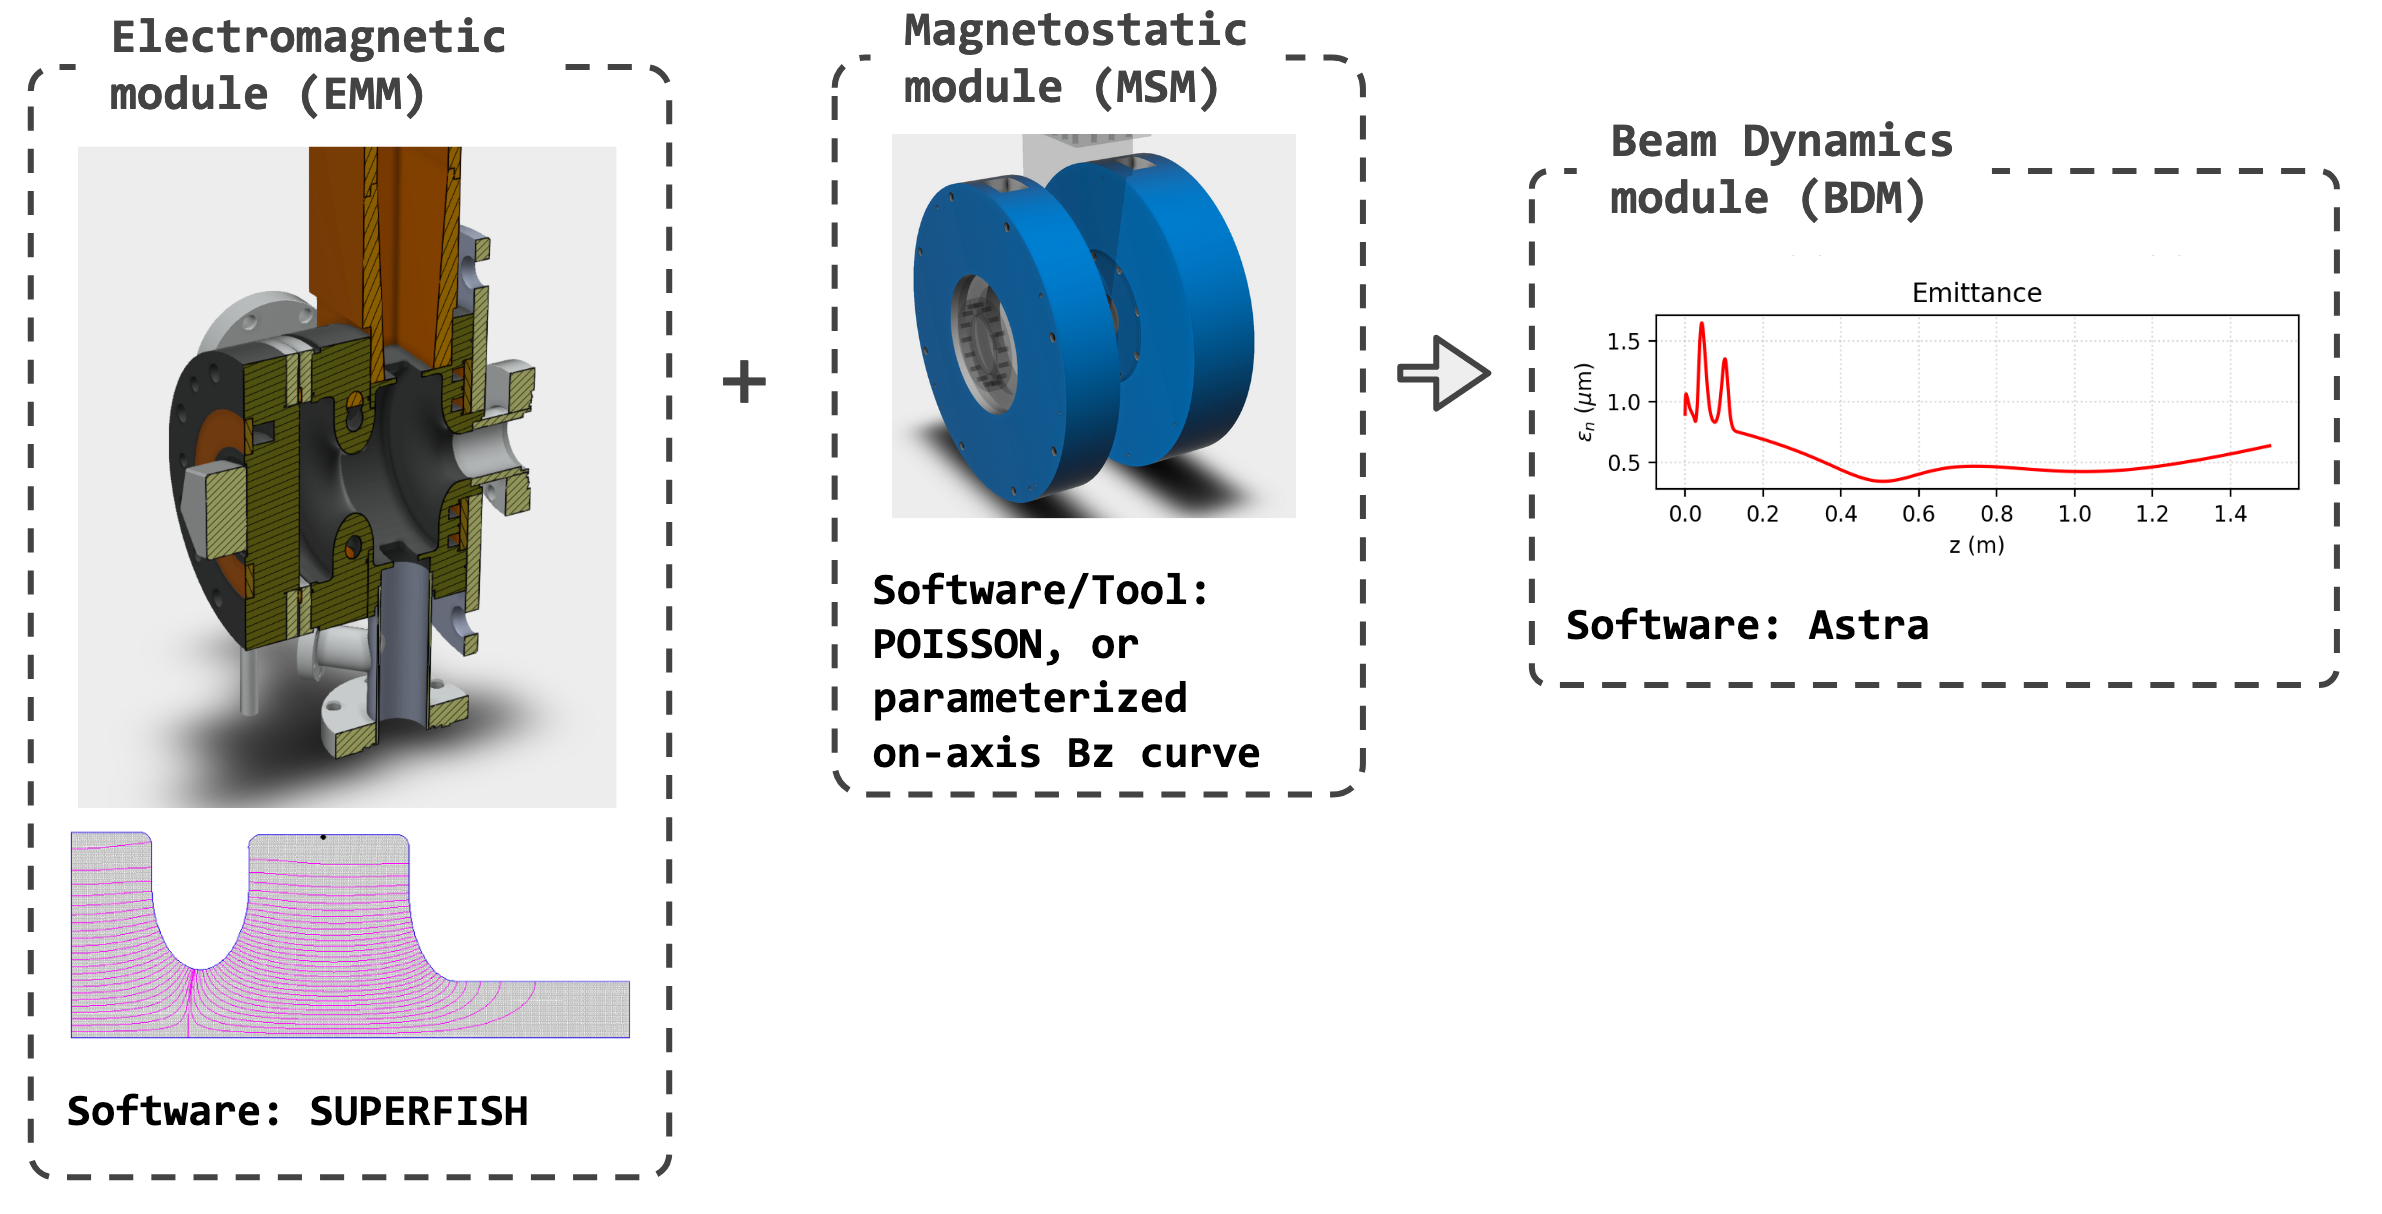 Electromagnetic
module (EMM)
Software: SUPERFISH
+
Magnetostatic
module (MSM)
Software/Tool:
POISSON, or
parameterized
on-axis Bz curve
Beam Dynamics
module (BDM)
Emittance
εn (μm)
1.5
1.0
0.5
0.0 0.2 0.4 0.6 0.8 1.0 1.2 1.4
z (m)
Software: Astra